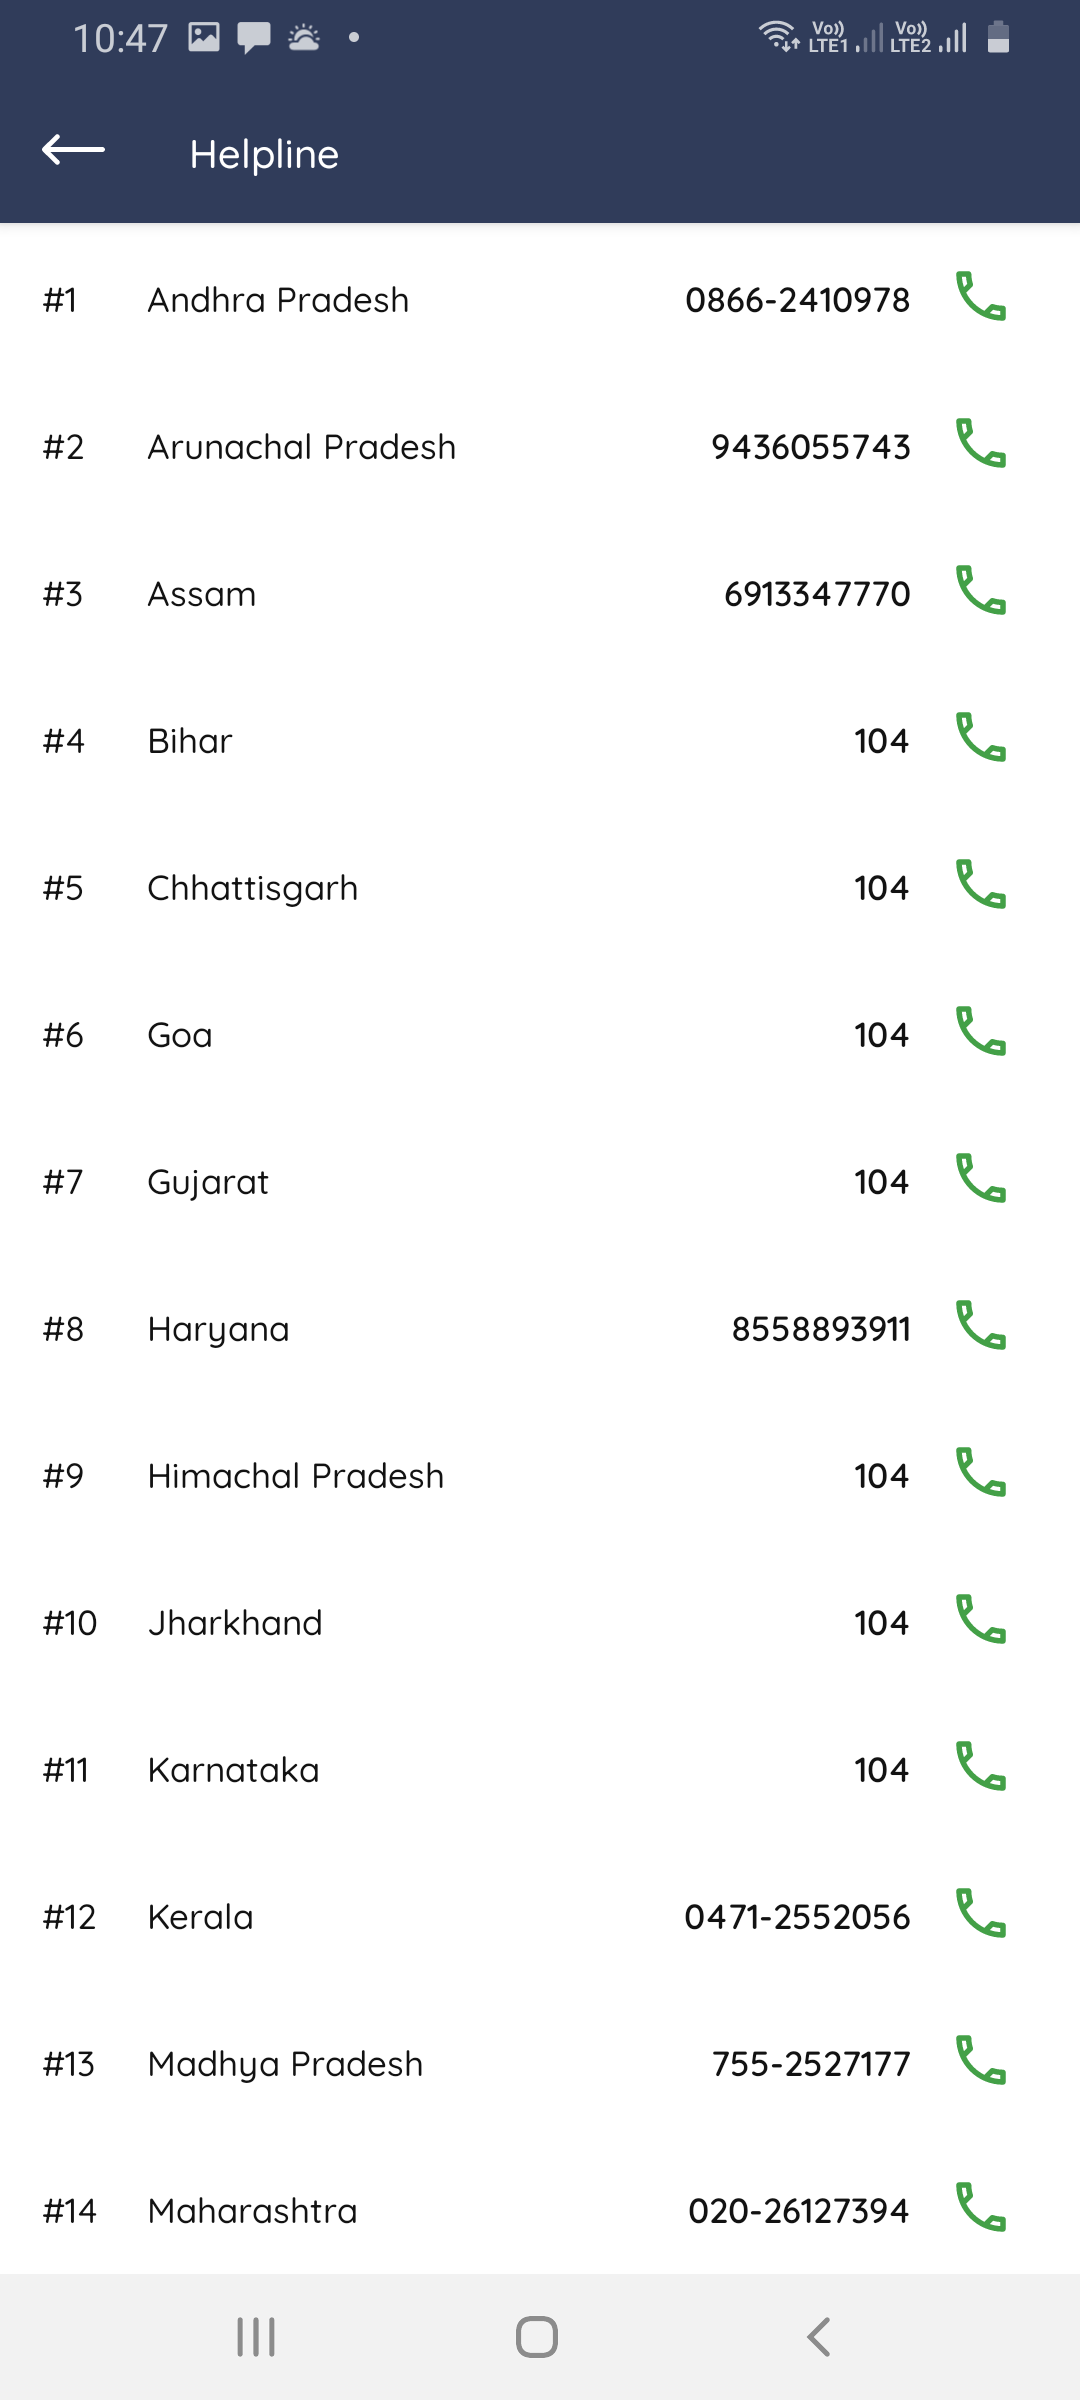 10:47
Vo)) LTE1 Vo)) LTE2
Helpline
#1 Andhra Pradesh 0866-2410978
#2 Arunachal Pradesh 9436055743
#3 Assam 6913347770
#4 Bihar 104
#5 Chhattisgarh 104
#6 Goa 104
#7 Gujarat 104
#8 Haryana 8558893911
#9 Himachal Pradesh 104
#10 Jharkhand 104
#11 Karnataka 104
#12 Kerala 0471-2552056
#13 Madhya Pradesh 755-2527177
#14 Maharashtra 020-26127394